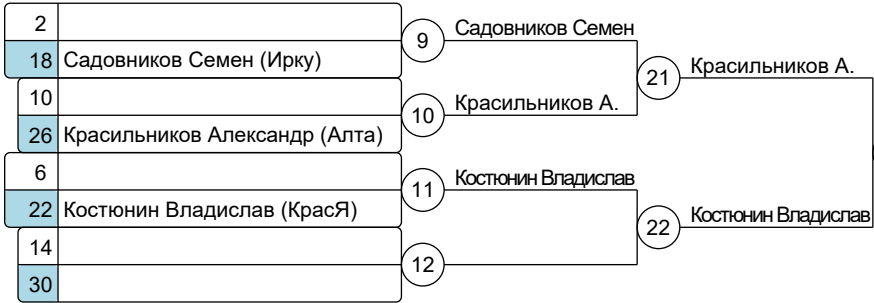 2
18 Садовников Семен (Ирку)
9 Садовников Семен
10
26 Красильников Александр (Алта)
10 Красильников А.
21 Красильников А.
6
22 Костюнин Владислав (КрасЯ)
11 Костюнин Владислав
14
30
12
22 Костюнин Владислав